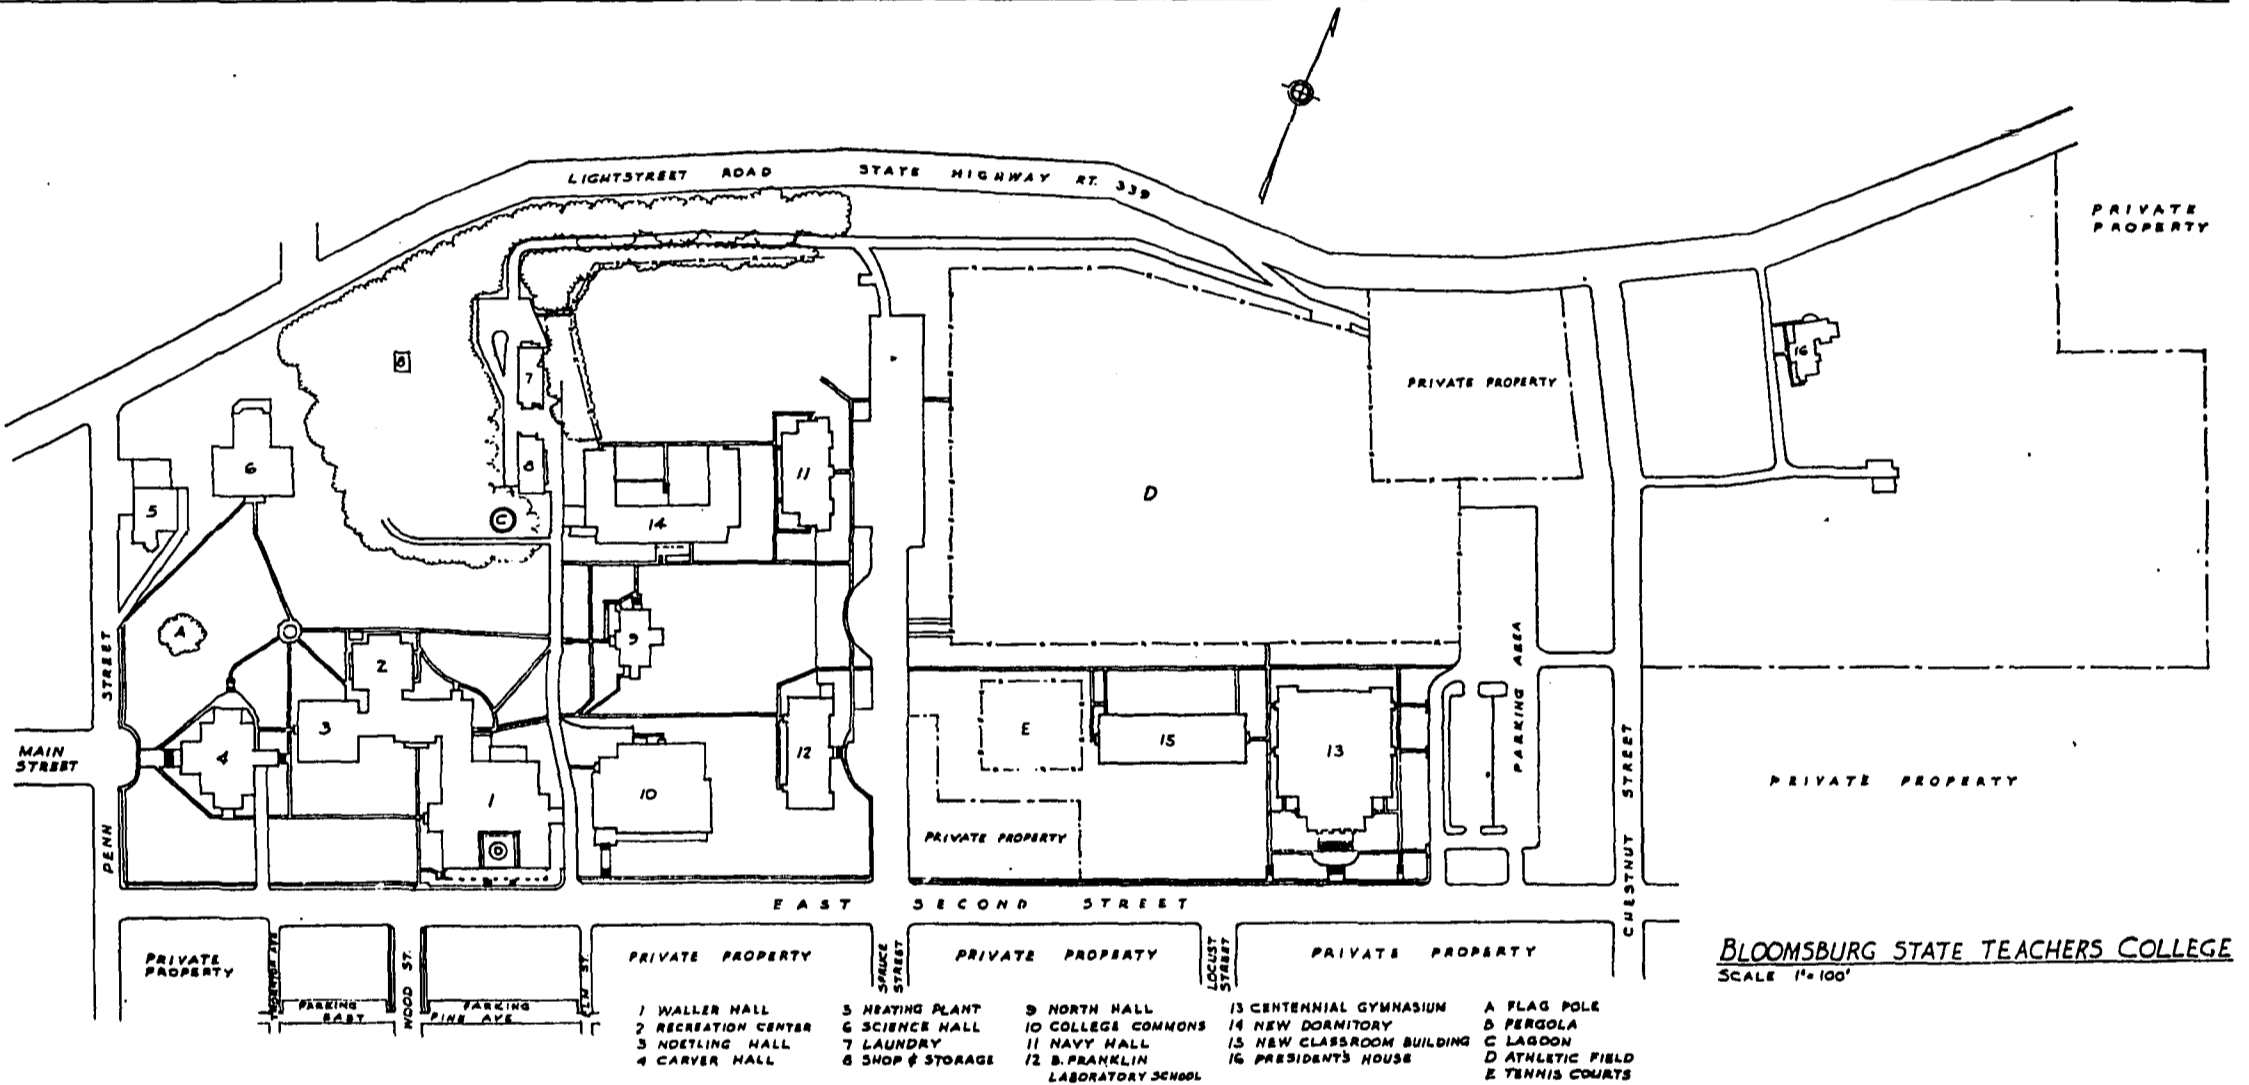 LIGHTSTREET ROAD STATE HIGHWAY RT. 339
PRIVATE
PROPERTY
B
7
16
PRIVATE PROPERTY
6
8
11
D
5
C
14
A
9
2
STREET
PARKING AREA
3
E
15
12
13
4
MAIN
STREET
1
10
PENN
PRIVATE PROPERTY
PRIVATE PROPERTY
CHESTNUT STREET
EAST SECOND STREET
PRIVATE
PROPERTY
WOOD ST.
PRIVATE PROPERTY
SPRUCE
STREET
PRIVATE PROPERTY
LOCUST
STREET
PRIVATE PROPERTY
BLOOMSBURG STATE TEACHERS COLLEGE
SCALE 1"=100'
PARKING
EAST
PARKING
PINE AVE
1 WALLER HALL
2 RECREATION CENTER
3 NOETLING HALL
4 CARVER HALL
5 HEATING PLANT
6 SCIENCE HALL
7 LAUNDRY
8 SHOP & STORAGE
9 NORTH HALL
10 COLLEGE COMMONS
11 NAVY HALL
12 B. FRANKLIN
LABORATORY SCHOOL
13 CENTENNIAL GYMNASIUM
14 NEW DORMITORY
15 NEW CLASSROOM BUILDING
16 PRESIDENT'S HOUSE
A FLAG POLE
B PERGOLA
C LAGOON
D ATHLETIC FIELD
E TENNIS COURTS